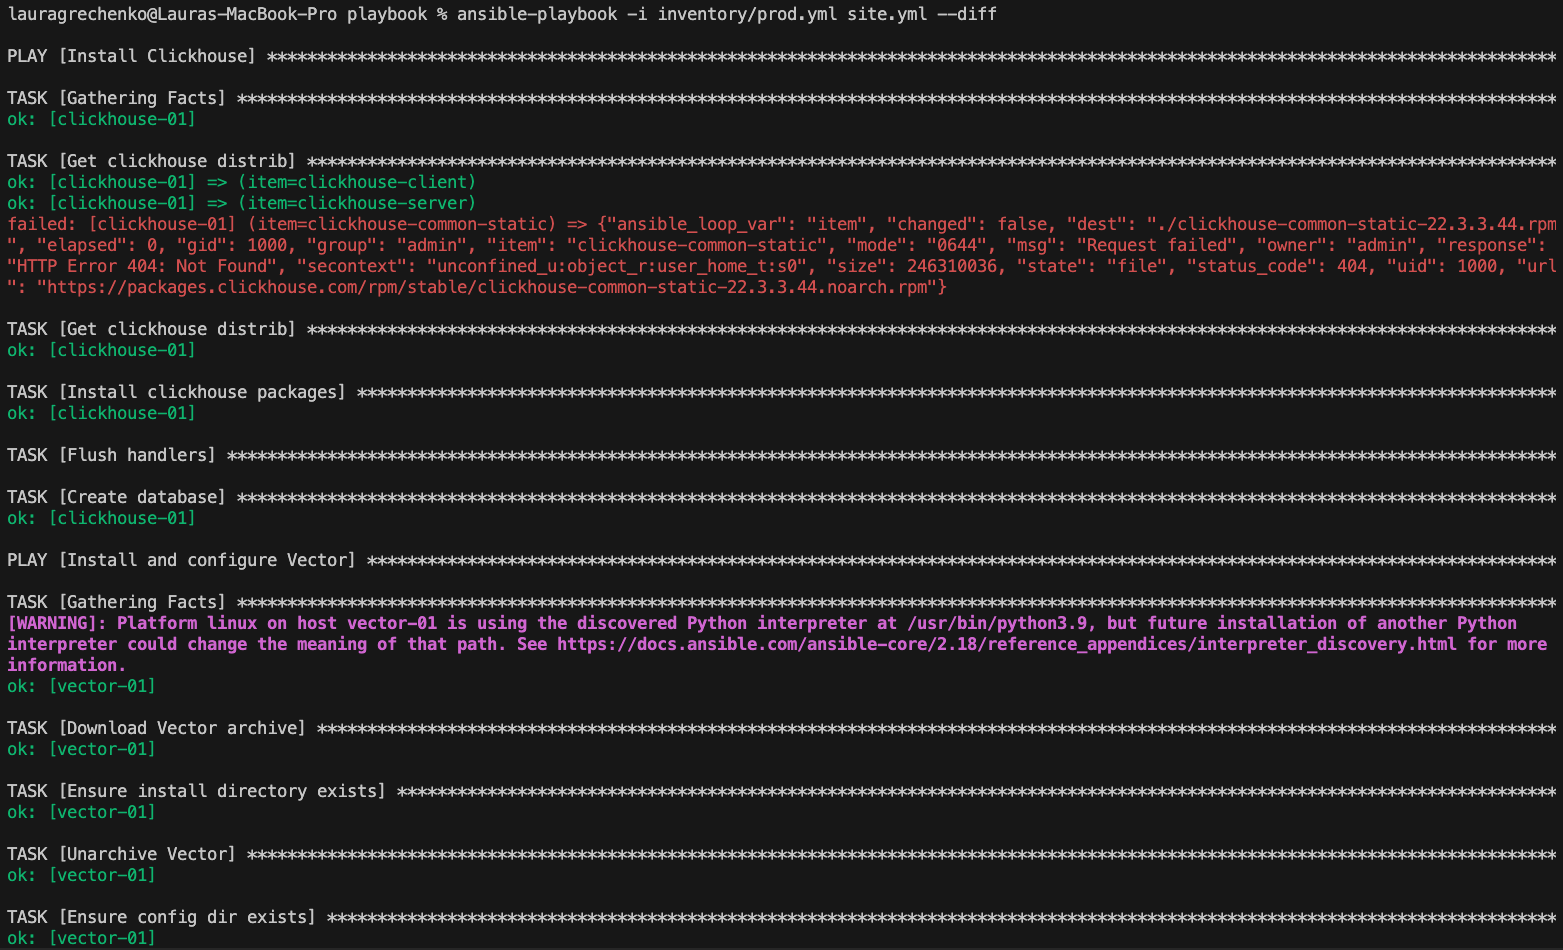 lauragrechenko@Lauras-MacBook-Pro playbook % ansible-playbook -i inventory/prod.yml site.yml --diff
PLAY [Install Clickhouse] *********************************************************************************************************************************
TASK [Gathering Facts] ************************************************************************************************************************************
ok: [clickhouse-01]
TASK [Get clickhouse distrib] *****************************************************************************************************************************
ok: [clickhouse-01] => (item=clickhouse-client)
ok: [clickhouse-01] => (item=clickhouse-server)
failed: [clickhouse-01] (item=clickhouse-common-static) => {"ansible_loop_var": "item", "changed": false, "dest": "./clickhouse-common-static-22.3.3.44.rpm
", "elapsed": 0, "gid": 1000, "group": "admin", "item": "clickhouse-common-static", "mode": "0644", "msg": "Request failed", "owner": "admin", "response":
"HTTP Error 404: Not Found", "secontext": "unconfined_u:object_r:user_home_t:s0", "size": 246310036, "state": "file", "status_code": 404, "uid": 1000, "url
": "https://packages.clickhouse.com/rpm/stable/clickhouse-common-static-22.3.3.44.noarch.rpm"}
TASK [Get clickhouse distrib] *****************************************************************************************************************************
ok: [clickhouse-01]
TASK [Install clickhouse packages] ************************************************************************************************************************
ok: [clickhouse-01]
TASK [Flush handlers] *************************************************************************************************************************************
TASK [Create database] ************************************************************************************************************************************
ok: [clickhouse-01]
PLAY [Install and configure Vector] ***********************************************************************************************************************
TASK [Gathering Facts] ************************************************************************************************************************************
[WARNING]: Platform linux on host vector-01 is using the discovered Python interpreter at /usr/bin/python3.9, but future installation of another Python
interpreter could change the meaning of that path. See https://docs.ansible.com/ansible-core/2.18/reference_appendices/interpreter_discovery.html for more
information.
ok: [vector-01]
TASK [Download Vector archive] ****************************************************************************************************************************
ok: [vector-01]
TASK [Ensure install directory exists] ********************************************************************************************************************
ok: [vector-01]
TASK [Unarchive Vector] ***********************************************************************************************************************************
ok: [vector-01]
TASK [Ensure config dir exists] ***************************************************************************************************************************
ok: [vector-01]